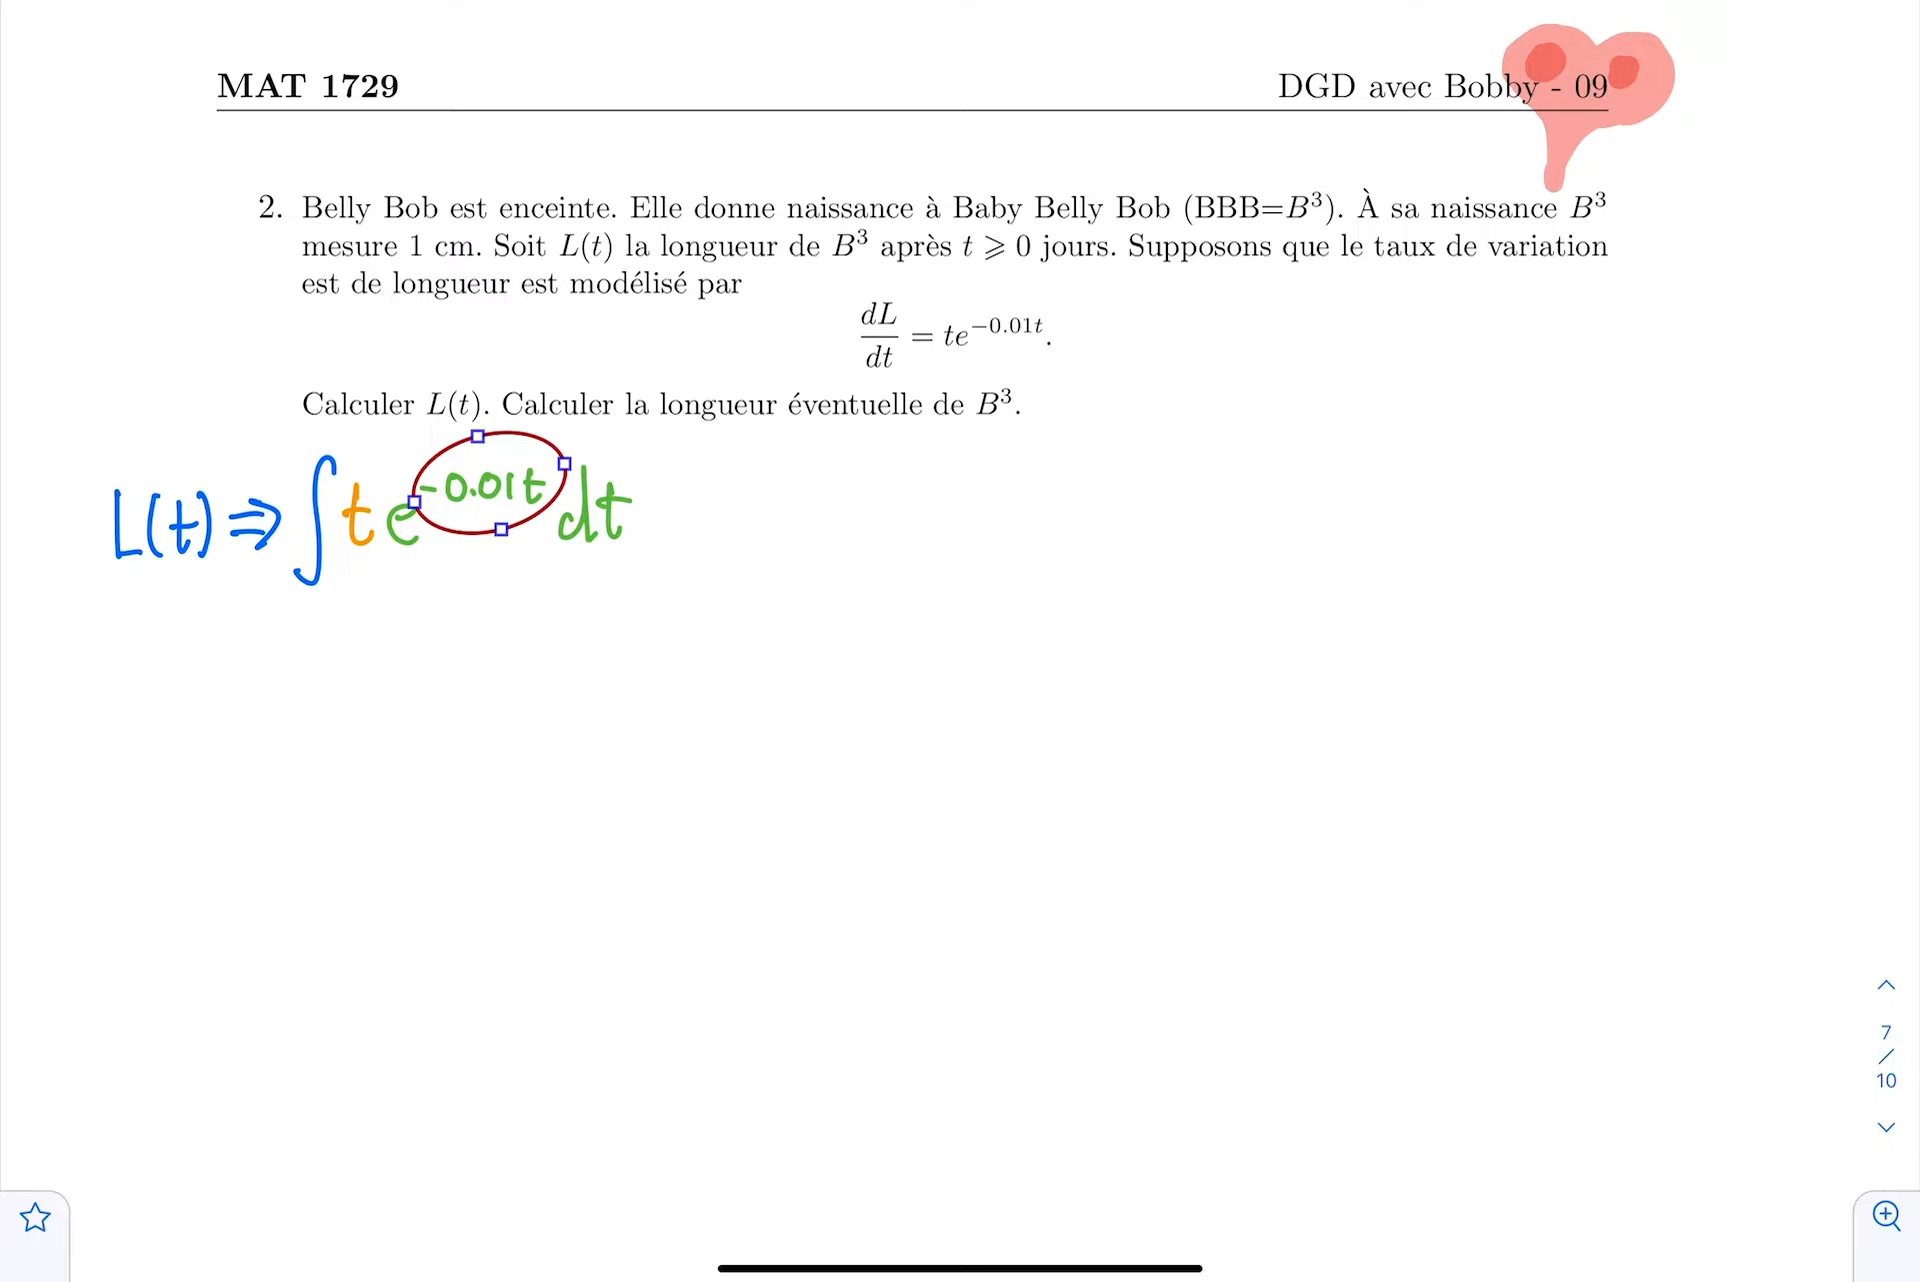 MAT 1729
DGD avec Bobby - 09
2. Belly Bob est enceinte. Elle donne naissance à Baby Belly Bob (BBB=B³). À sa naissance B³
mesure 1 cm. Soit L(t) la longueur de B³ après t ⩾ 0 jours. Supposons que le taux de variation
est de longueur est modélisé par
dL/dt = te^{-0.01t}.
Calculer L(t). Calculer la longueur éventuelle de B³.
L(t) ⇒ ∫ t e^{-0.01t} dt
7
/
10